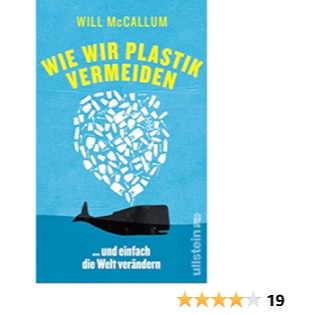 WILL McCALLUM
WIE WIR PLASTIK
VERMEIDEN
... und einfach
die Welt verändern
ullstein
19